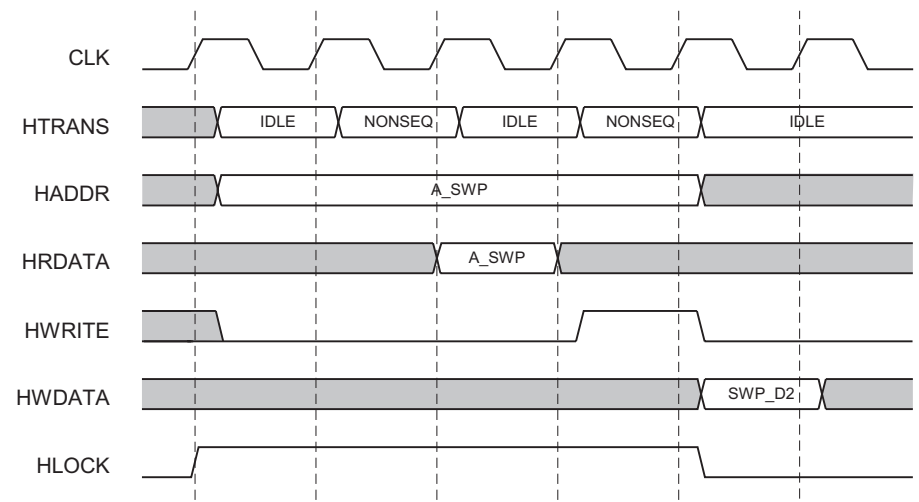 CLK
HTRANS IDLE NONSEQ IDLE NONSEQ IDLE
HADDR A_SWP
HRDATA A_SWP
HWRITE
HWDATA SWP_D2
HLOCK